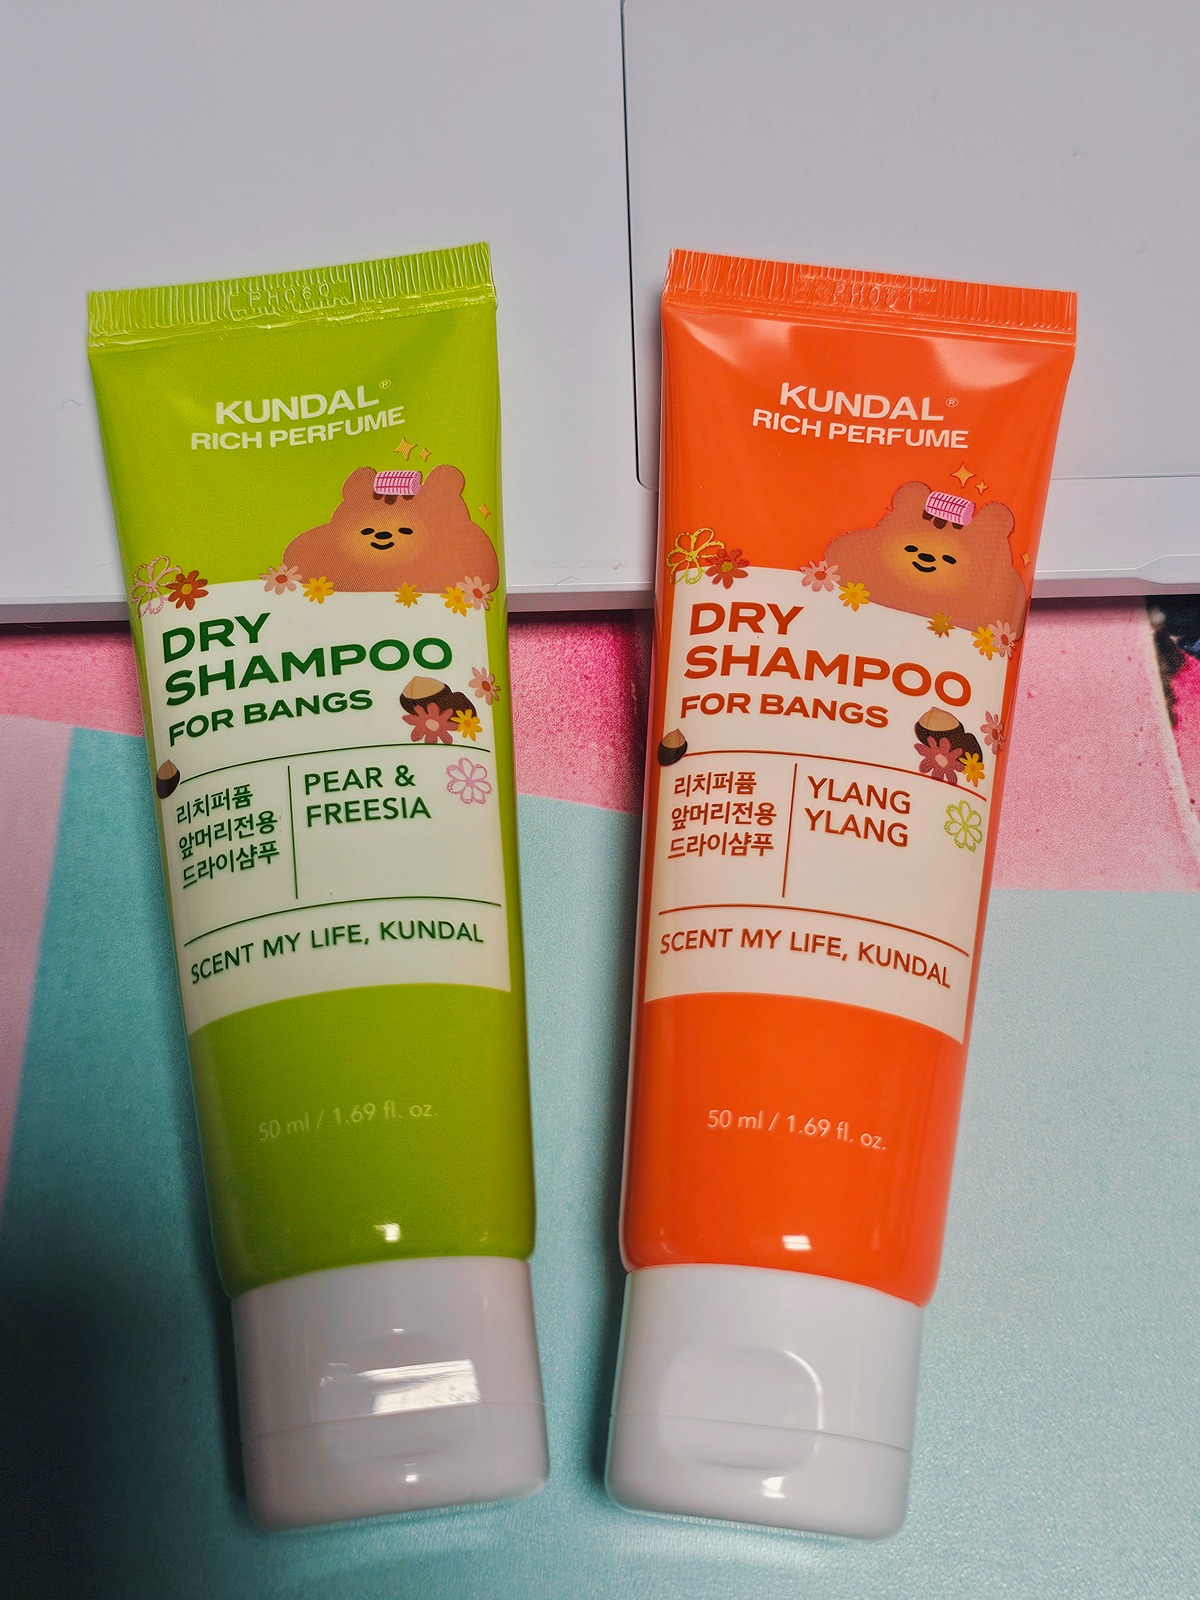 PH060
KUNDAL®
RICH PERFUME
DRY
SHAMPOO
FOR BANGS
리치퍼퓸
앞머리전용
드라이샴푸
PEAR &
FREESIA
SCENT MY LIFE, KUNDAL
50 ml / 1.69 fl. oz.
KUNDAL®
RICH PERFUME
DRY
SHAMPOO
FOR BANGS
리치퍼퓸
앞머리전용
드라이샴푸
YLANG
YLANG
SCENT MY LIFE, KUNDAL
50 ml / 1.69 fl. oz.